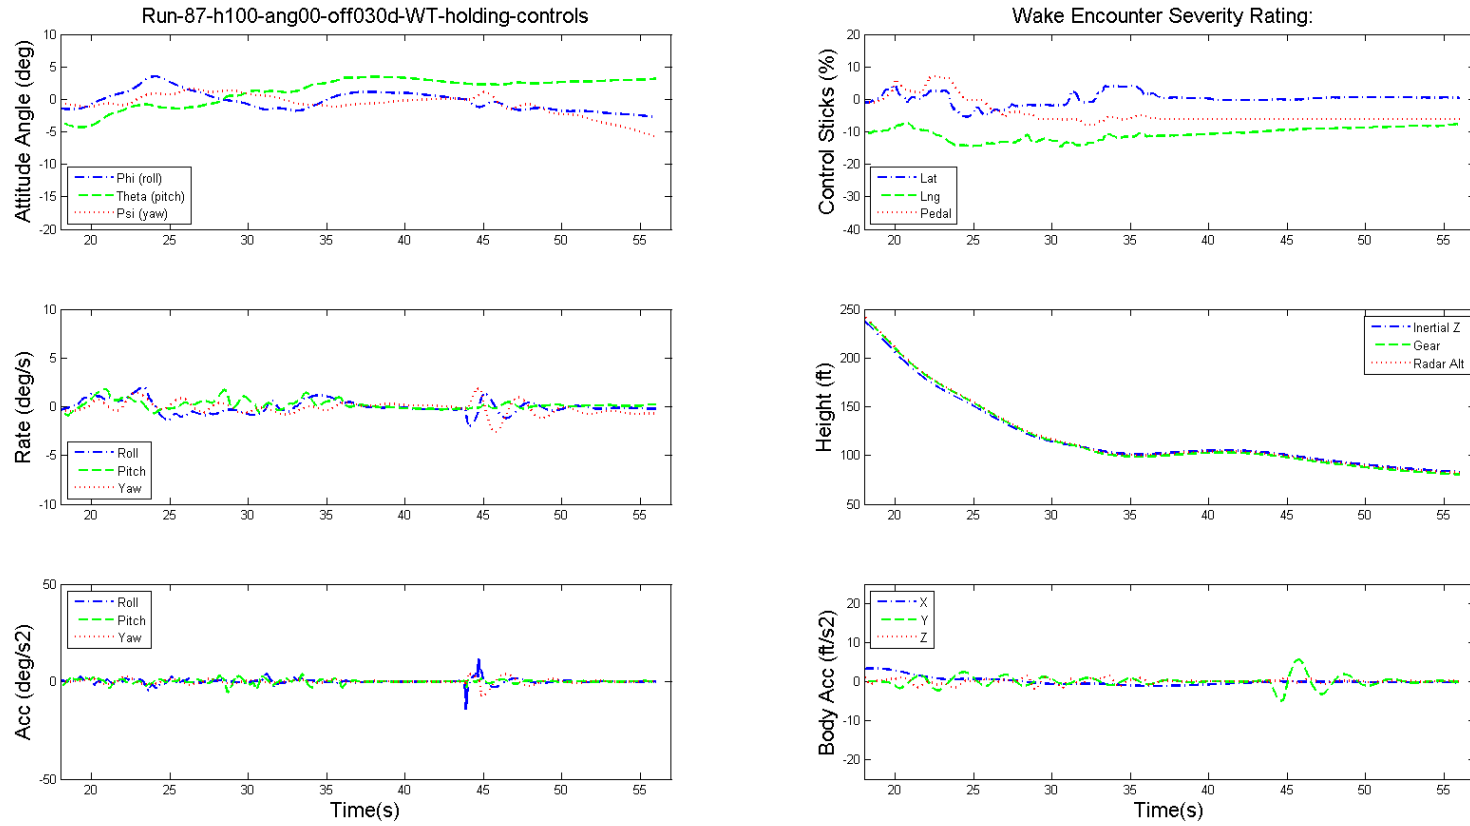 Run-87-h100-ang00-off030d-WT-holding-controls
Wake Encounter Severity Rating:
Attitude Angle (deg)
10
5
0
-5
-10
-15
-20
Phi (roll)
Theta (pitch)
Psi (yaw)
20 25 30 35 40 45 50 55
Control Sticks (%)
20
10
0
-10
-20
-30
-40
Lat
Lng
Pedal
20 25 30 35 40 45 50 55
Rate (deg/s)
10
5
0
-5
-10
Roll
Pitch
Yaw
20 25 30 35 40 45 50 55
Height (ft)
250
200
150
100
50
Inertial Z
Gear
Radar Alt
20 25 30 35 40 45 50 55
Acc (deg/s2)
50
0
-50
Roll
Pitch
Yaw
20 25 30 35 40 45 50 55
Time(s)
Body Acc (ft/s2)
20
10
0
-10
-20
X
Y
Z
20 25 30 35 40 45 50 55
Time(s)